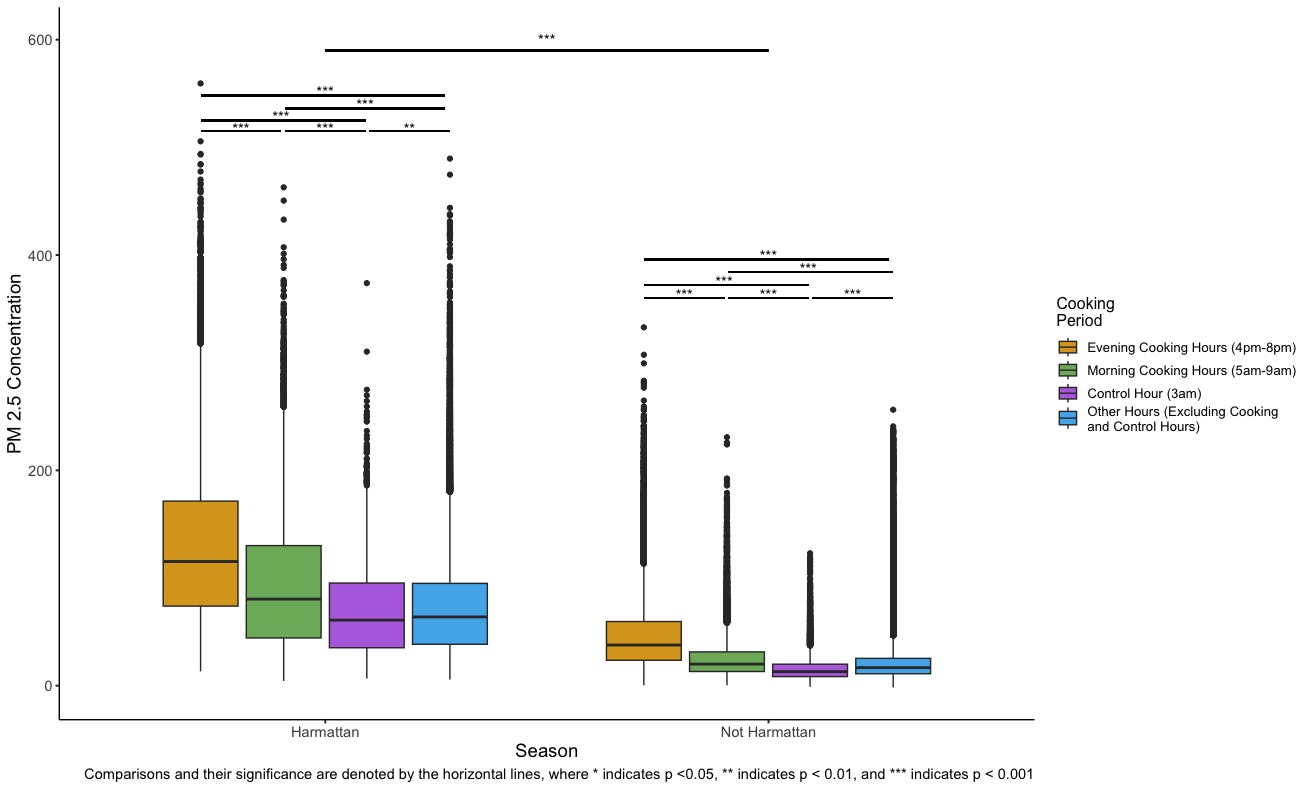 600
400
200
0
PM 2.5 Concentration
***
***
***
***
***
***
**
***
***
***
***
***
***
Harmattan
Not Harmattan
Season
Comparisons and their significance are denoted by the horizontal lines, where * indicates p <0.05, ** indicates p < 0.01, and *** indicates p < 0.001
Cooking
Period
Evening Cooking Hours (4pm-8pm)
Morning Cooking Hours (5am-9am)
Control Hour (3am)
Other Hours (Excluding Cooking
and Control Hours)